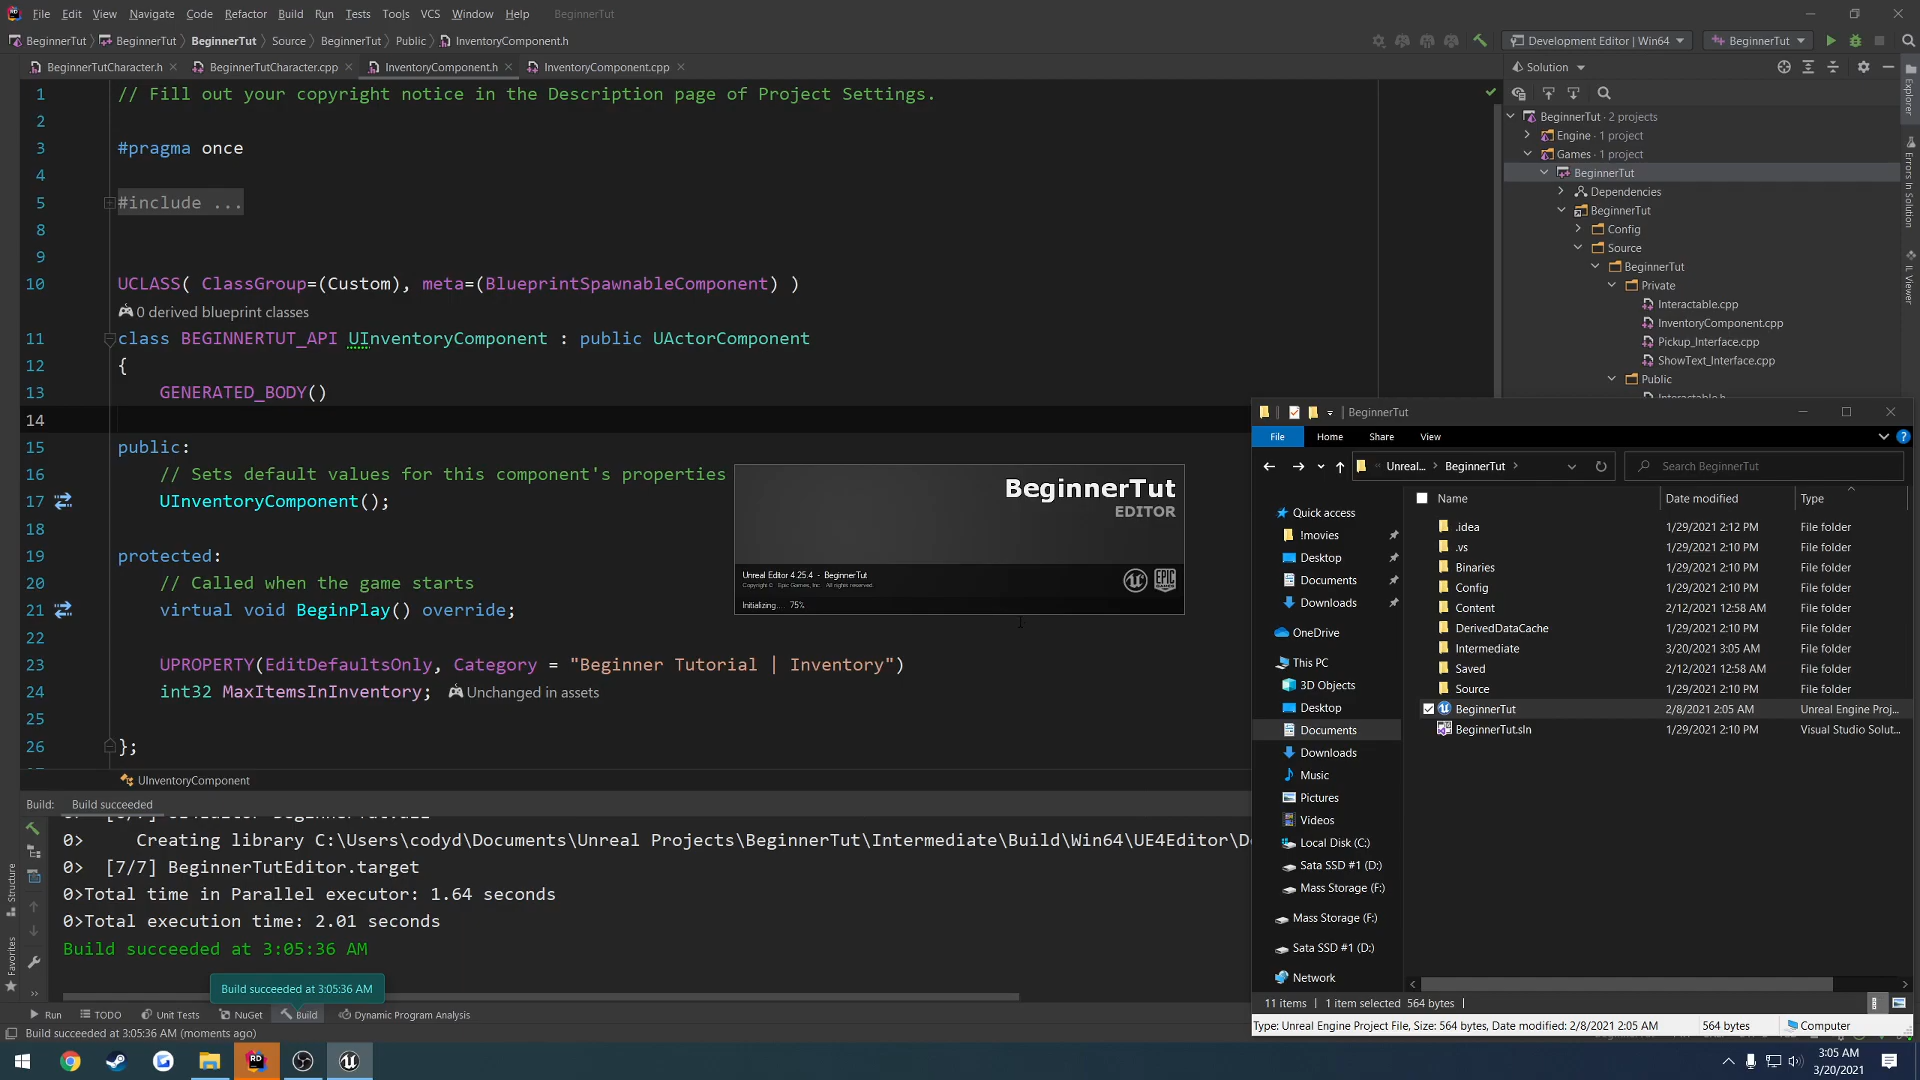 File Edit View Navigate Code Refactor Build Run Tests Tools VCS Window Help BeginnerTut
BeginnerTut BeginnerTut BeginnerTut Source BeginnerTut Public InventoryComponent.h
Development Editor | Win64 BeginnerTut
BeginnerTutCharacter.h BeginnerTutCharacter.cpp InventoryComponent.h InventoryComponent.cpp
Solution
1 // Fill out your copyright notice in the Description page of Project Settings.
2
3 #pragma once
4
5 #include ...
8
9
10 UCLASS( ClassGroup=(Custom), meta=(BlueprintSpawnableComponent) )
0 derived blueprint classes
11 class BEGINNERTUT_API UInventoryComponent : public UActorComponent
12 {
13 GENERATED_BODY()
14
15 public:
16 // Sets default values for this component's properties
17 UInventoryComponent();
18
19 protected:
20 // Called when the game starts
21 virtual void BeginPlay() override;
22
23 UPROPERTY(EditDefaultsOnly, Category = "Beginner Tutorial | Inventory")
24 int32 MaxItemsInInventory; Unchanged in assets
25
26 };
UInventoryComponent
BeginnerTut · 2 projects
Engine · 1 project
Games · 1 project
BeginnerTut
Dependencies
BeginnerTut
Config
Source
BeginnerTut
Private
Interactable.cpp
InventoryComponent.cpp
Pickup_Interface.cpp
ShowText_Interface.cpp
Public
Explorer
Errors In Solution
IL Viewer
BeginnerTut
EDITOR
Unreal Editor 4.25.4 - BeginnerTut
Copyright © Epic Games, Inc. All rights reserved.
Initializing.... 75%
EPIC GAMES
BeginnerTut
File Home Share View
Unreal... BeginnerTut
Search BeginnerTut
Quick access
!movies
Desktop
Documents
Downloads
OneDrive
This PC
3D Objects
Desktop
Documents
Downloads
Music
Pictures
Videos
Local Disk (C:)
Sata SSD #1 (D:)
Mass Storage (F:)
Mass Storage (F:)
Sata SSD #1 (D:)
Network
Name Date modified Type
.idea 1/29/2021 2:12 PM File folder
.vs 1/29/2021 2:10 PM File folder
Binaries 1/29/2021 2:10 PM File folder
Config 1/29/2021 2:10 PM File folder
Content 2/12/2021 12:58 AM File folder
DerivedDataCache 1/29/2021 2:10 PM File folder
Intermediate 3/20/2021 3:05 AM File folder
Saved 2/12/2021 12:58 AM File folder
Source 1/29/2021 2:10 PM File folder
BeginnerTut 2/8/2021 2:05 AM Unreal Engine Proj...
BeginnerTut.sln 1/29/2021 2:10 PM Visual Studio Solut...
11 items 1 item selected 564 bytes
Type: Unreal Engine Project File, Size: 564 bytes, Date modified: 2/8/2021 2:05 AM 564 bytes Computer
Build: Build succeeded
0> Creating library C:\Users\codyd\Documents\Unreal Projects\BeginnerTut\Intermediate\Build\Win64\UE4Editor\De
0> [7/7] BeginnerTutEditor.target
0>Total time in Parallel executor: 1.64 seconds
0>Total execution time: 2.01 seconds
Build succeeded at 3:05:36 AM
Build succeeded at 3:05:36 AM
Structure
Favorites
Run TODO Unit Tests NuGet Build Dynamic Program Analysis
Build succeeded at 3:05:36 AM (moments ago)
3:05 AM
3/20/2021